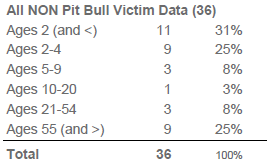 All NON Pit Bull Victim Data (36)
Ages 2 (and <) 11 31%
Ages 2-4 9 25%
Ages 5-9 3 8%
Ages 10-20 1 3%
Ages 21-54 3 8%
Ages 55 (and >) 9 25%
Total 36 100%